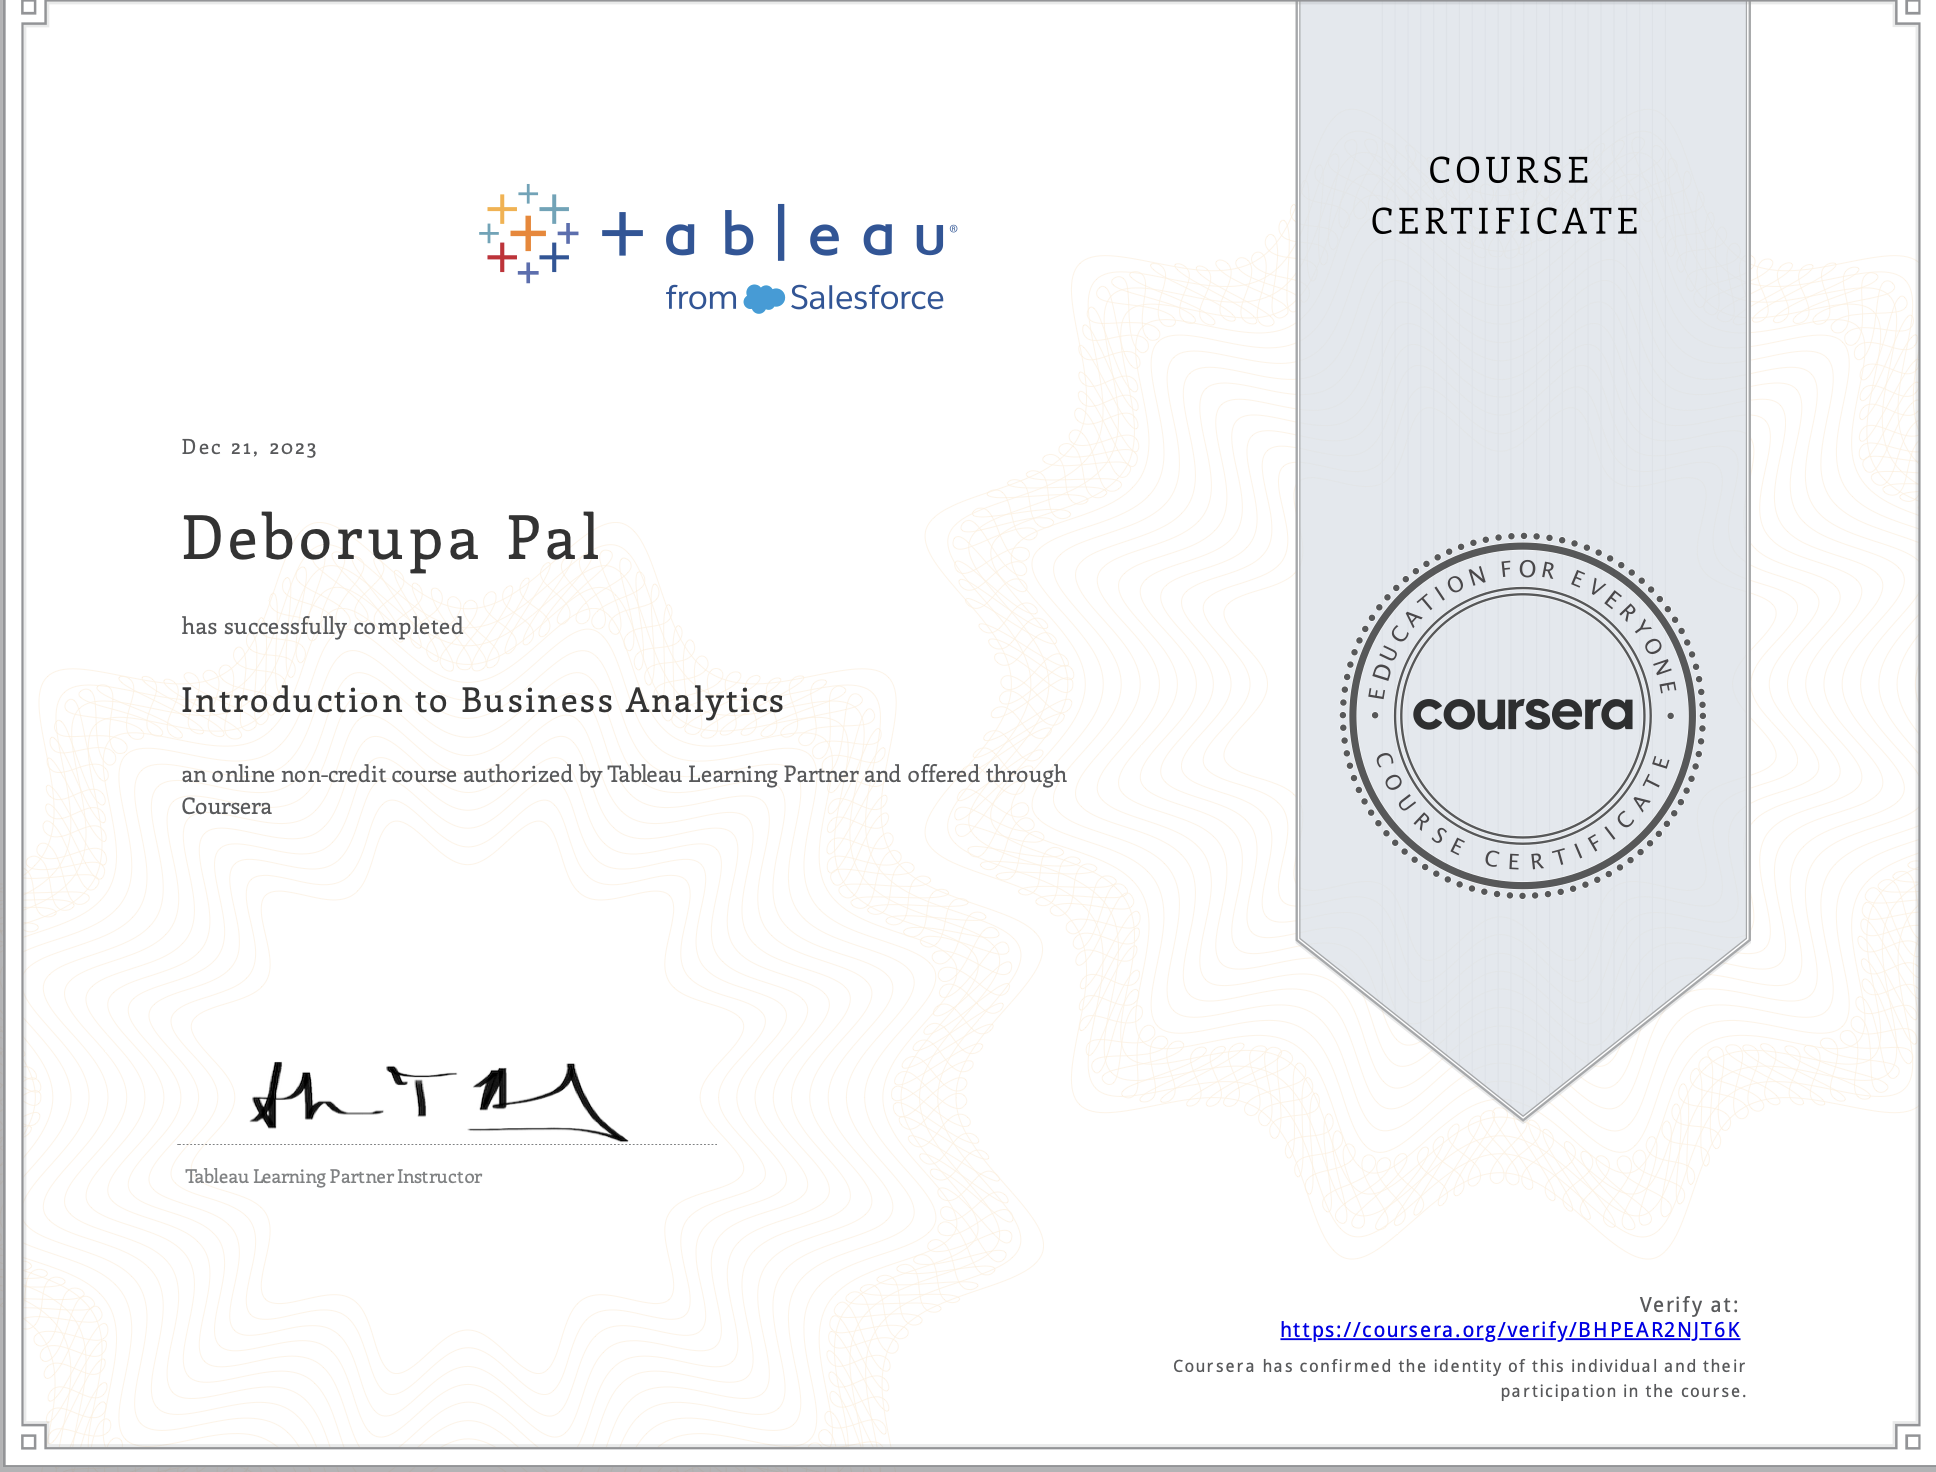 COURSE
CERTIFICATE
+ableau®
from Salesforce
Dec 21, 2023
Deborupa Pal
has successfully completed
Introduction to Business Analytics
an online non-credit course authorized by Tableau Learning Partner and offered through
Coursera
EDUCATION FOR EVERYONE
coursera
COURSE CERTIFICATE
Tableau Learning Partner Instructor
Verify at:
https://coursera.org/verify/BHPEAR2NJT6K
Coursera has confirmed the identity of this individual and their
participation in the course.